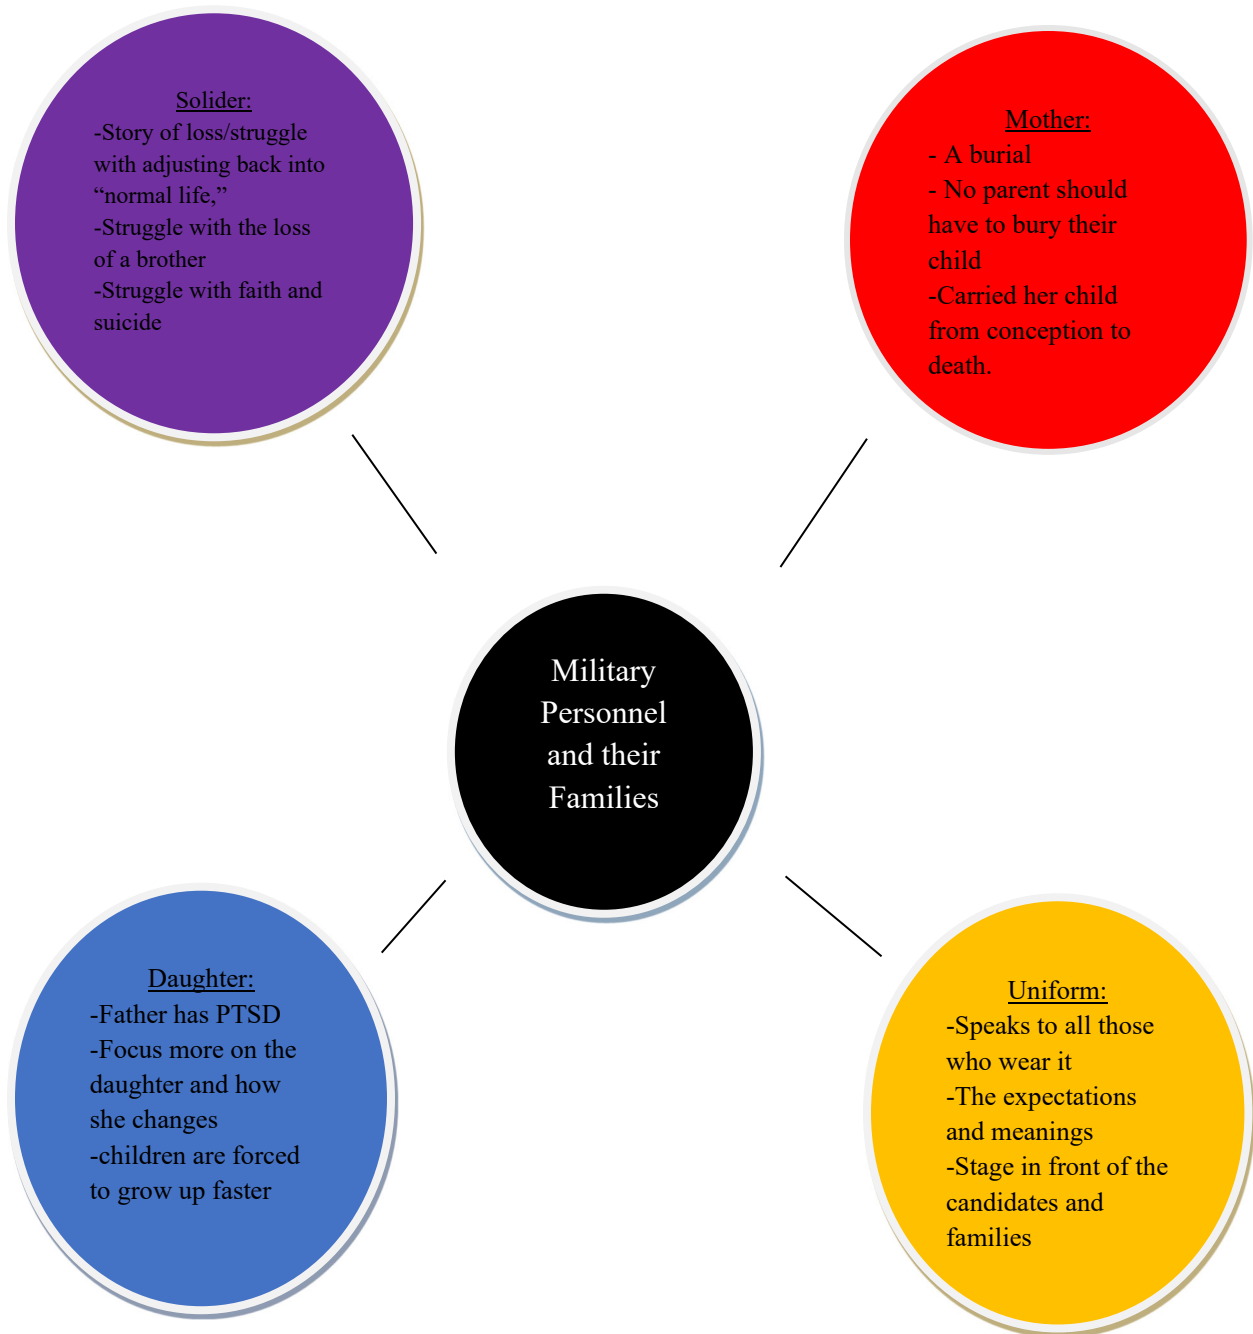 Solider:
-Story of loss/struggle
with adjusting back into
“normal life,”
-Struggle with the loss
of a brother
-Struggle with faith and
suicide
Mother:
- A burial
- No parent should
have to bury their
child
-Carried her child
from conception to
death.
Military
Personnel
and their
Families
Daughter:
-Father has PTSD
-Focus more on the
daughter and how
she changes
-children are forced
to grow up faster
Uniform:
-Speaks to all those
who wear it
-The expectations
and meanings
-Stage in front of the
candidates and
families